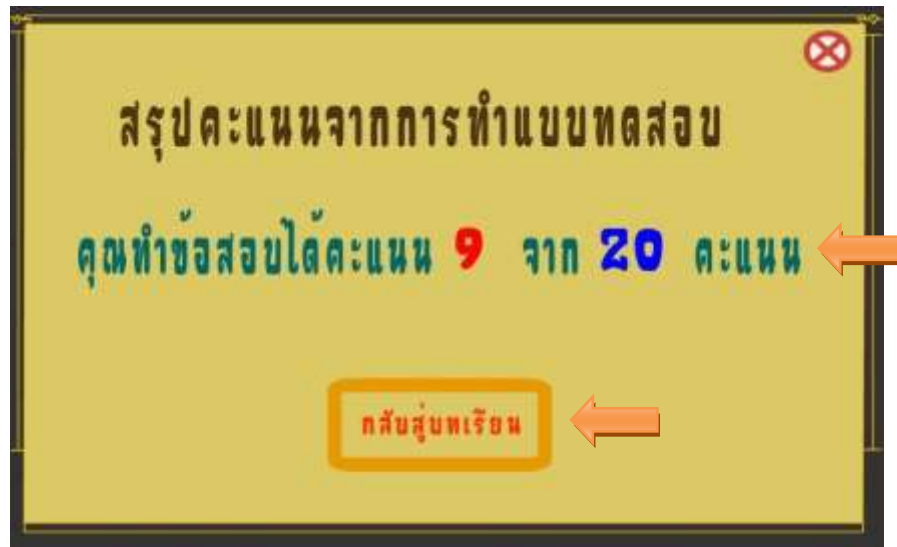 สรุปคะแนนจากการทำแบบทดสอบ
คุณทำข้อสอบได้คะแนน 9 จาก 20 คะแนน
กลับสู่บทเรียน